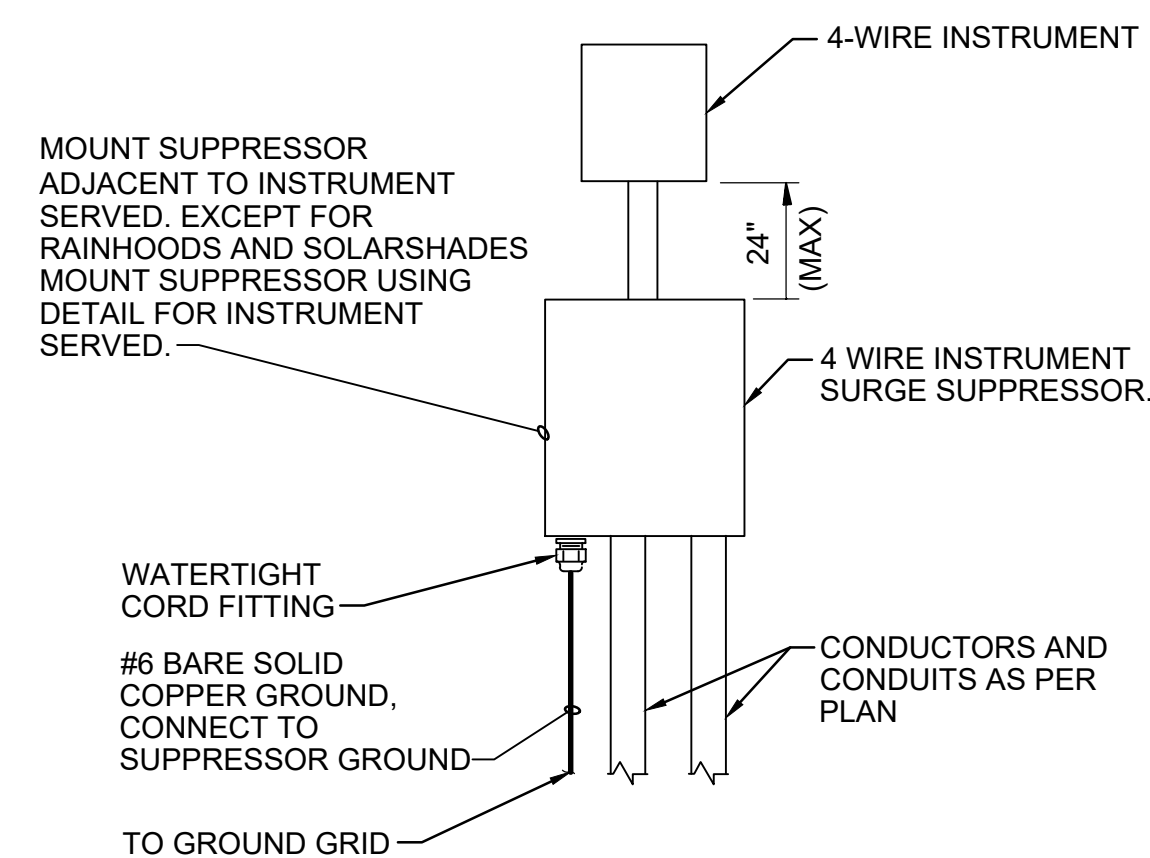 4-WIRE INSTRUMENT
MOUNT SUPPRESSOR
ADJACENT TO INSTRUMENT
SERVED. EXCEPT FOR
RAINHOODS AND SOLARSHADES
MOUNT SUPPRESSOR USING
DETAIL FOR INSTRUMENT
SERVED.
24"
(MAX)
4 WIRE INSTRUMENT
SURGE SUPPRESSOR.
WATERTIGHT
CORD FITTING
#6 BARE SOLID
COPPER GROUND,
CONNECT TO
SUPPRESSOR GROUND
CONDUCTORS AND
CONDUITS AS PER
PLAN
TO GROUND GRID